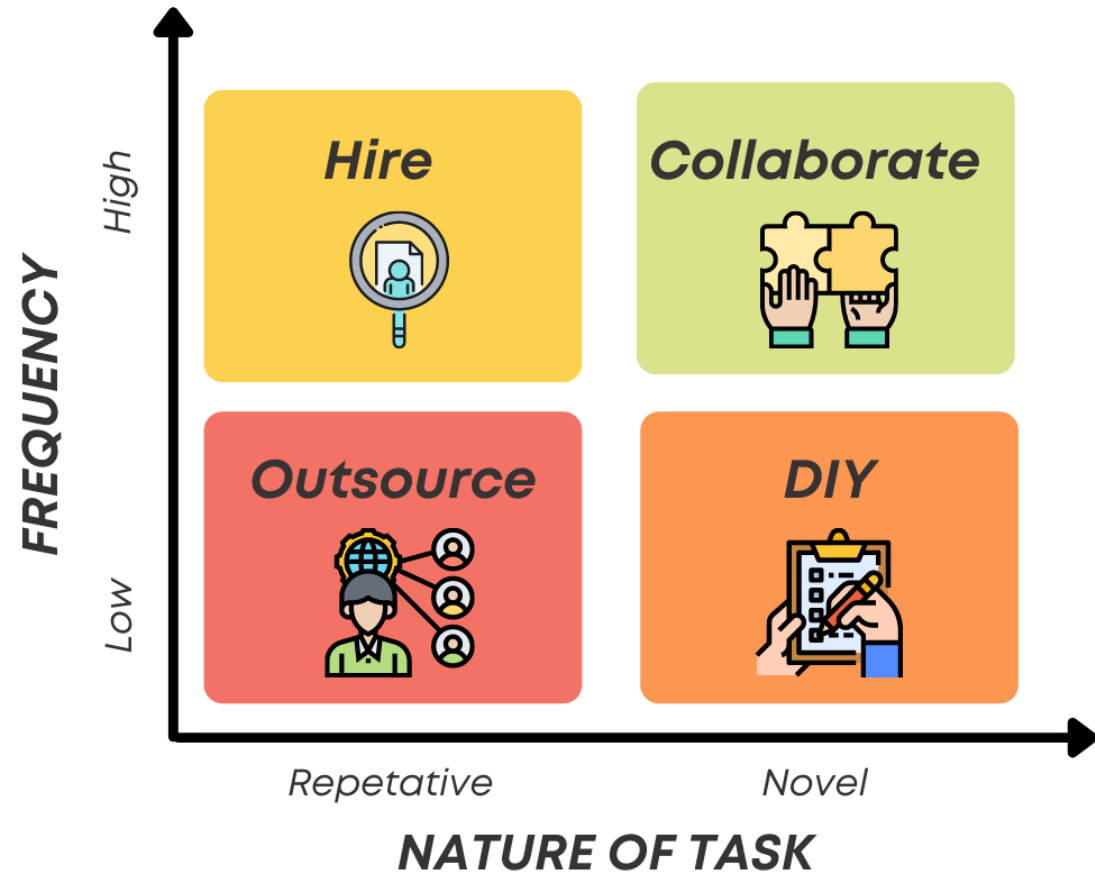 FREQUENCY
High
Low
Hire
Collaborate
Outsource
DIY
Repetative
Novel
NATURE OF TASK